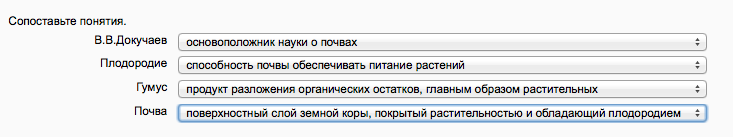 Сопоставьте понятия.
В.В.Докучаев основоположник науки о почвах
Плодородие способность почвы обеспечивать питание растений
Гумус продукт разложения органических остатков, главным образом растительных
Почва поверхностный слой земной коры, покрытый растительностью и обладающий плодородием